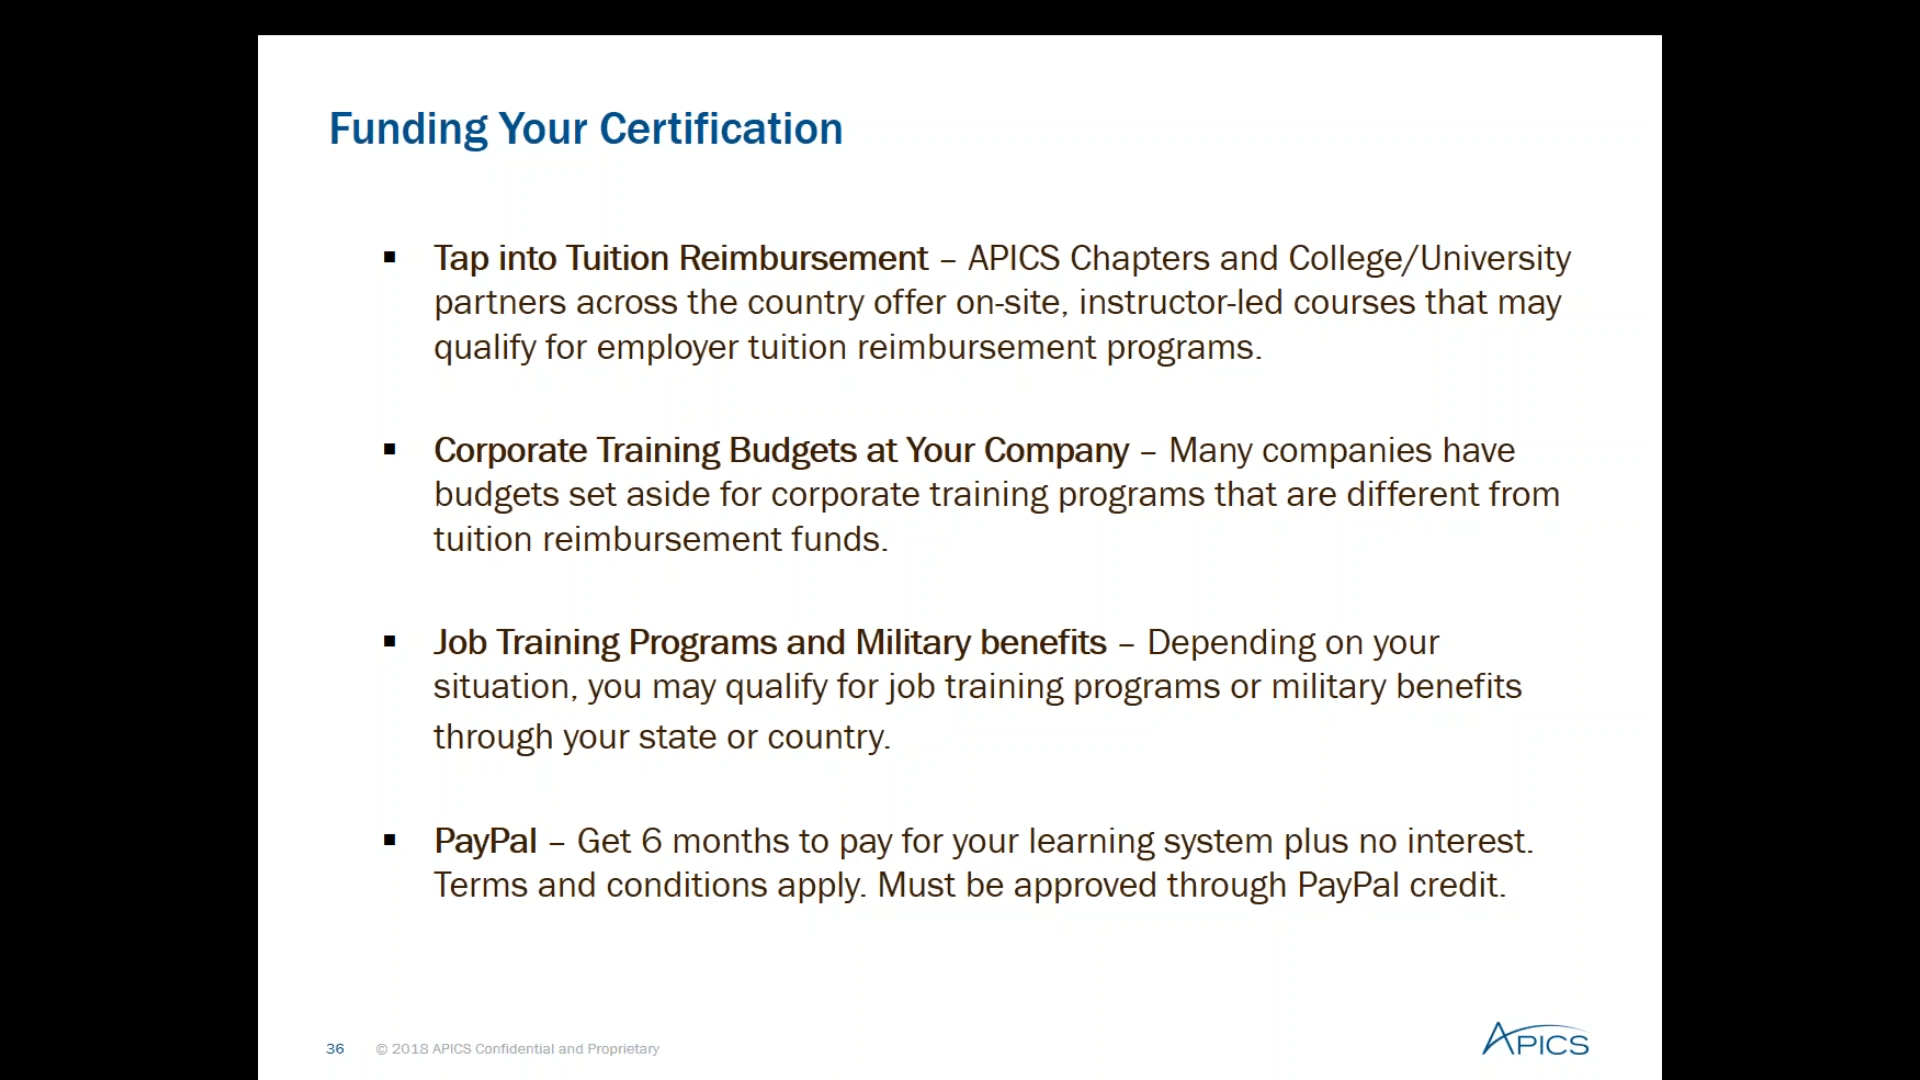 Funding Your Certification
▪ Tap into Tuition Reimbursement – APICS Chapters and College/University
partners across the country offer on-site, instructor-led courses that may
qualify for employer tuition reimbursement programs.
▪ Corporate Training Budgets at Your Company – Many companies have
budgets set aside for corporate training programs that are different from
tuition reimbursement funds.
▪ Job Training Programs and Military benefits – Depending on your
situation, you may qualify for job training programs or military benefits
through your state or country.
▪ PayPal – Get 6 months to pay for your learning system plus no interest.
Terms and conditions apply. Must be approved through PayPal credit.
36 © 2018 APICS Confidential and Proprietary
APICS